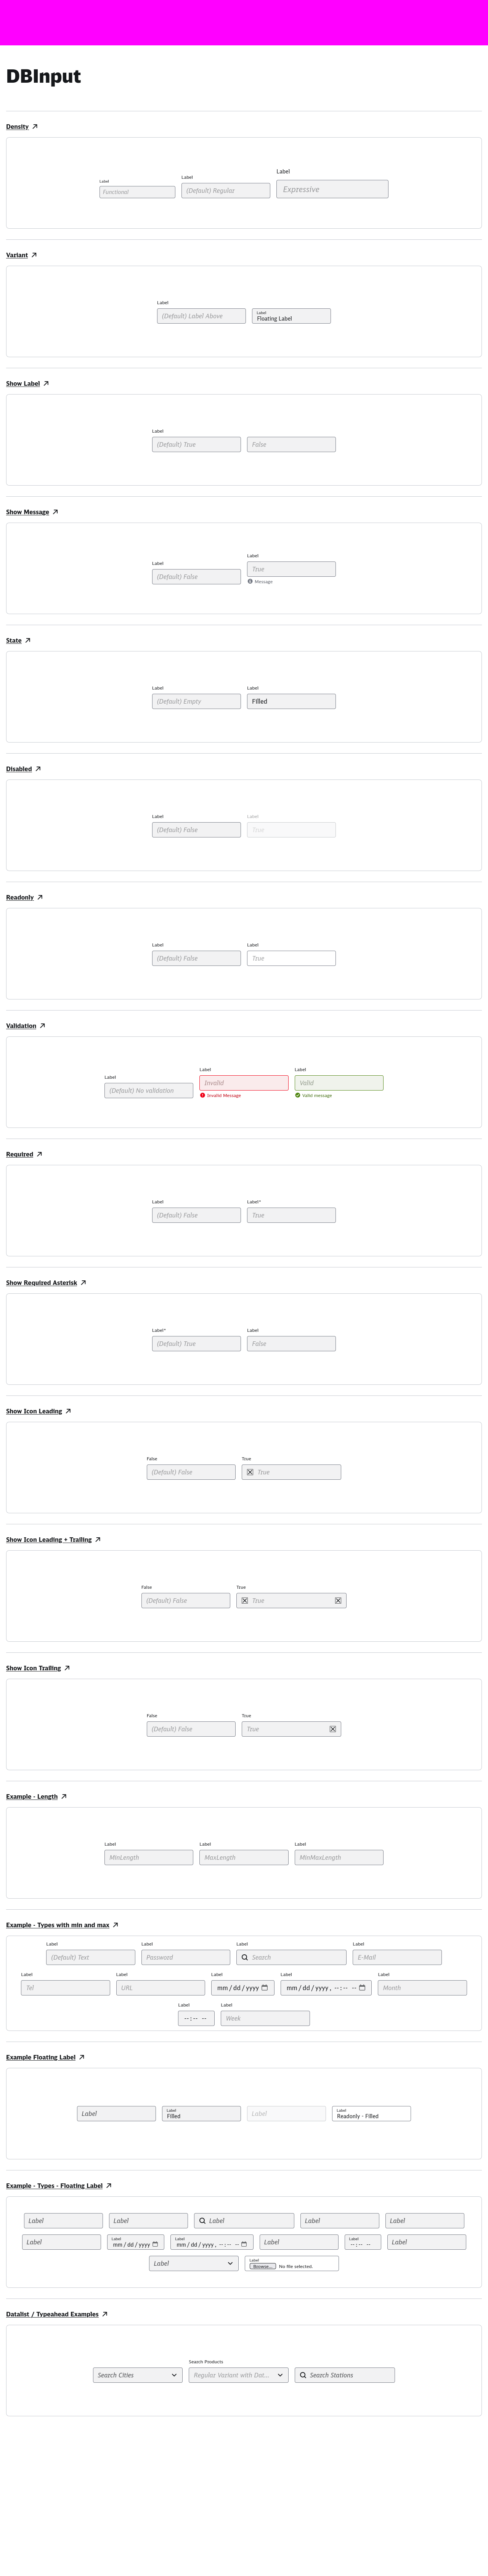 DBInput
Density
Label
Label
Label
Functional
(Default) Regular
Expressive
Variant
Label
(Default) Label Above
Label
Floating Label
Show Label
Label
(Default) True
False
Show Message
Label
Label
(Default) False
True
Message
State
Label
Label
(Default) Empty
Filled
Disabled
Label
Label
(Default) False
True
Readonly
Label
Label
(Default) False
True
Validation
Label
Label
Label
(Default) No validation
Invalid
Valid
Invalid Message
Valid message
Required
Label
Label*
(Default) False
True
Show Required Asterisk
Label*
Label
(Default) True
False
Show Icon Leading
False
True
(Default) False
True
Show Icon Leading + Trailing
False
True
(Default) False
True
Show Icon Trailing
False
True
(Default) False
True
Example - Length
Label
Label
Label
MinLength
MaxLength
MinMaxLength
Example - Types with min and max
Label
Label
Label
Label
(Default) Text
Password
Search
E-Mail
Label
Label
Label
Label
Label
Tel
URL
mm/dd/yyyy
mm/dd/yyyy, --:-- --
Month
Label
Label
--:-- --
Week
Example Floating Label
Label
Label
Filled
Label
Label
Readonly - Filled
Example - Types - Floating Label
Label
Label
Label
Label
Label
Label
Label
mm/dd/yyyy
Label
mm/dd/yyyy, --:-- --
Label
Label
--:-- --
Label
Label
Label
Browse... No file selected.
Datalist / Typeahead Examples
Search Products
Search Cities
Regular Variant with Dat...
Search Stations